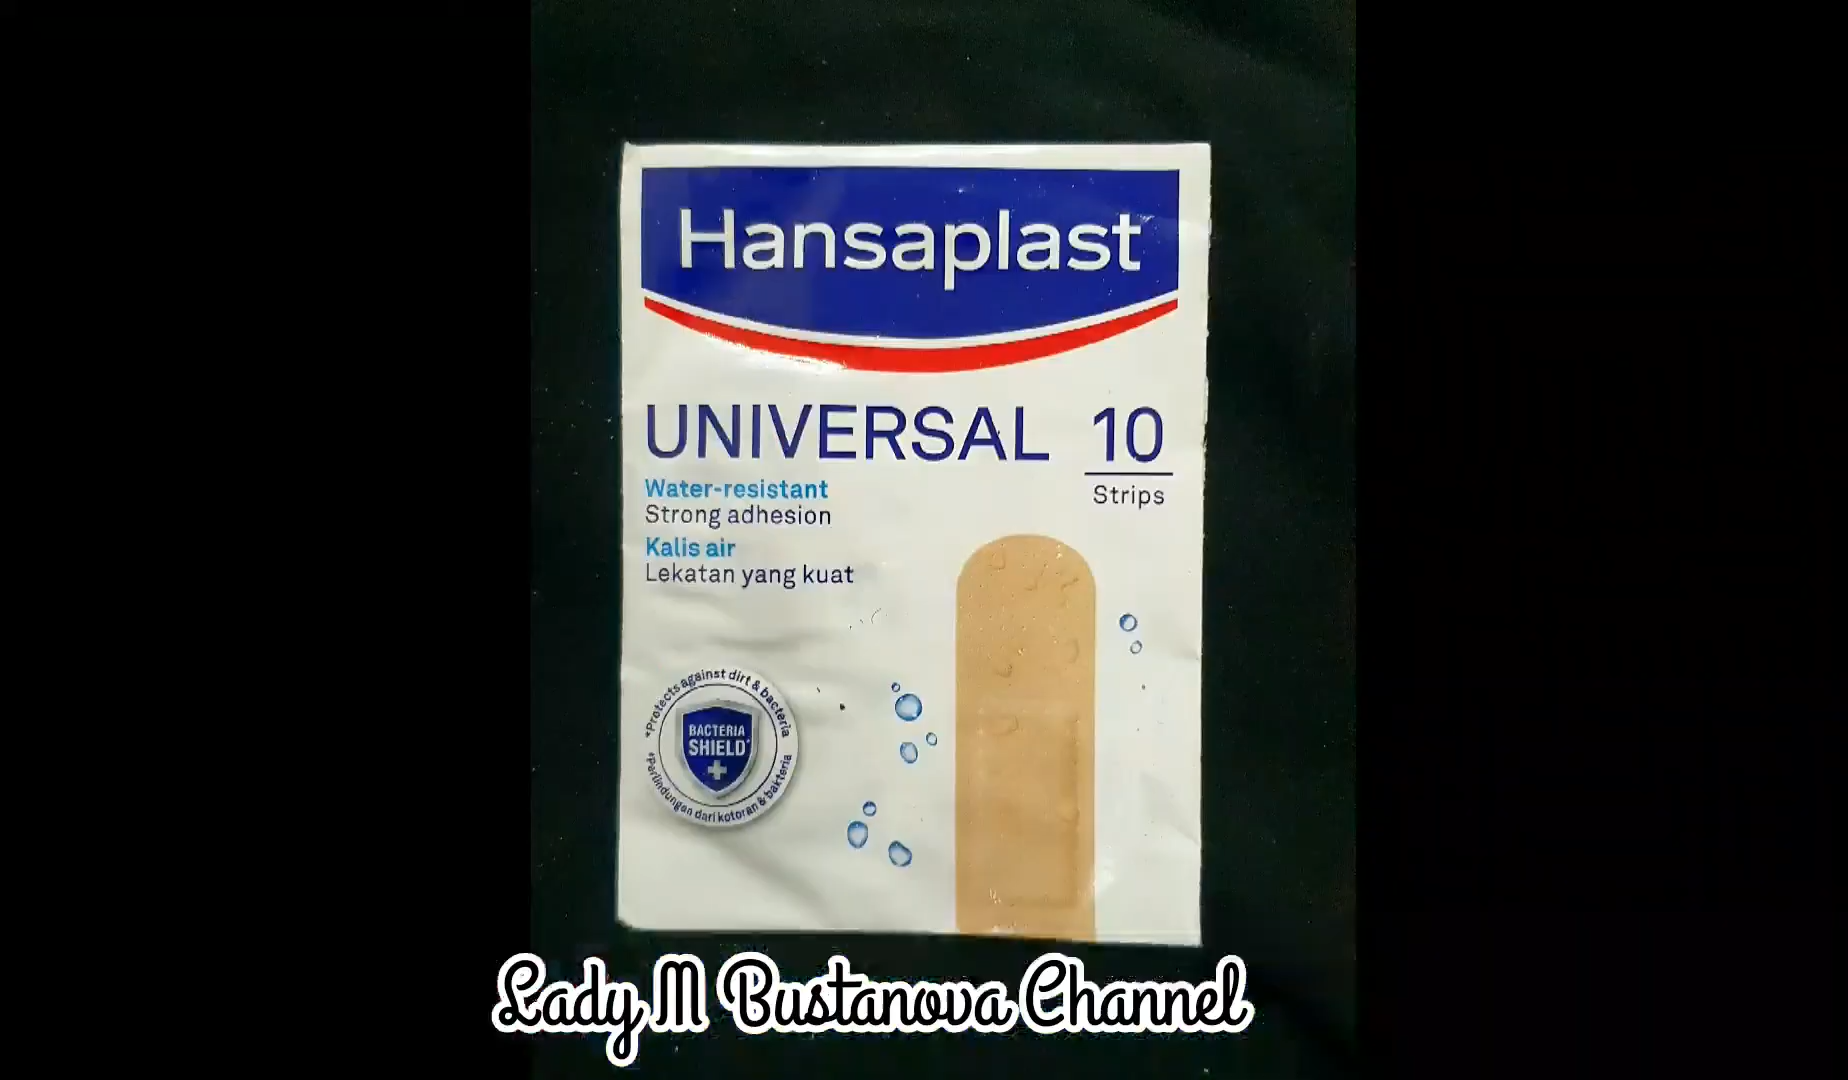 Hansaplast
UNIVERSAL 10
Strips
Water-resistant
Strong adhesion
Kalis air
Lekatan yang kuat
*Protects against dirt & bacteria
BACTERIA
SHIELD*
*Perlindungan dari kotoran & bakteria
Lady M Bustanova Channel